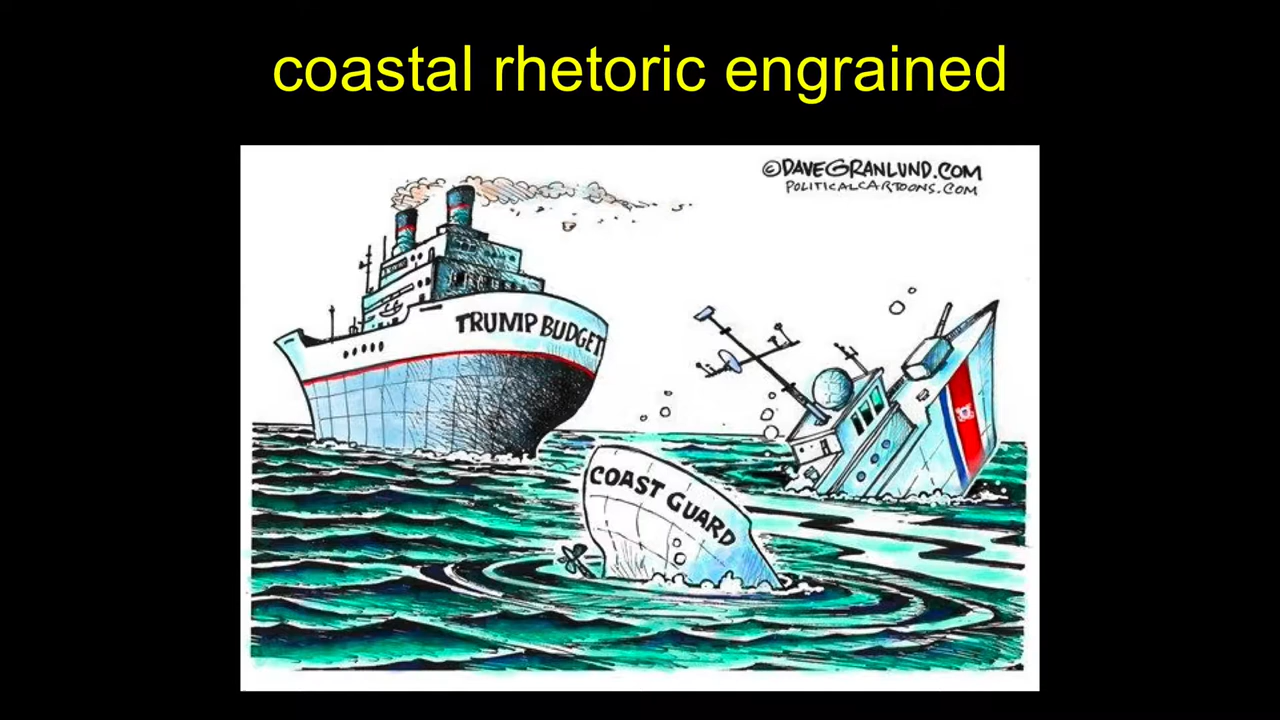 coastal rhetoric engrained
©DAVEGRANLUND.COM
POLITICALCARTOONS.COM
TRUMP BUDGET
COAST GUARD